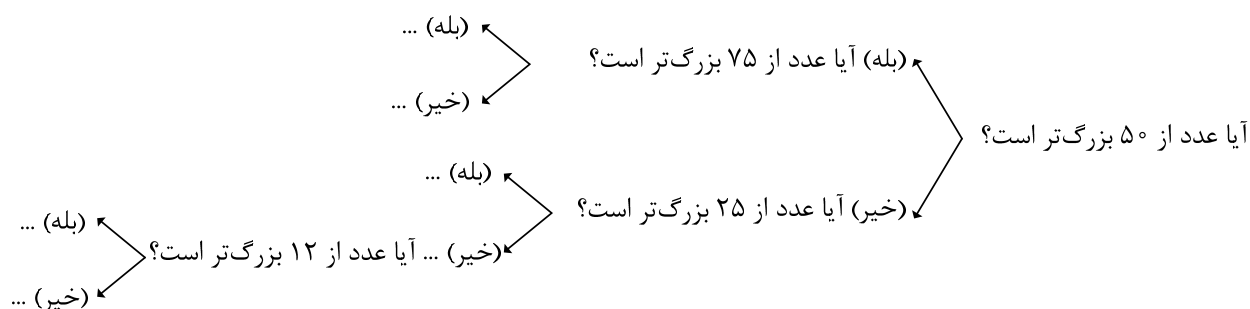 (بله) ...
(بله) آیا عدد از ۷۵ بزرگ‌تر است؟
(خیر) ...
آیا عدد از ۵۰ بزرگ‌تر است؟
(بله) ...
(خیر) آیا عدد از ۲۵ بزرگ‌تر است؟
(بله) ...
(خیر) ... آیا عدد از ۱۲ بزرگ‌تر است؟
(خیر) ...